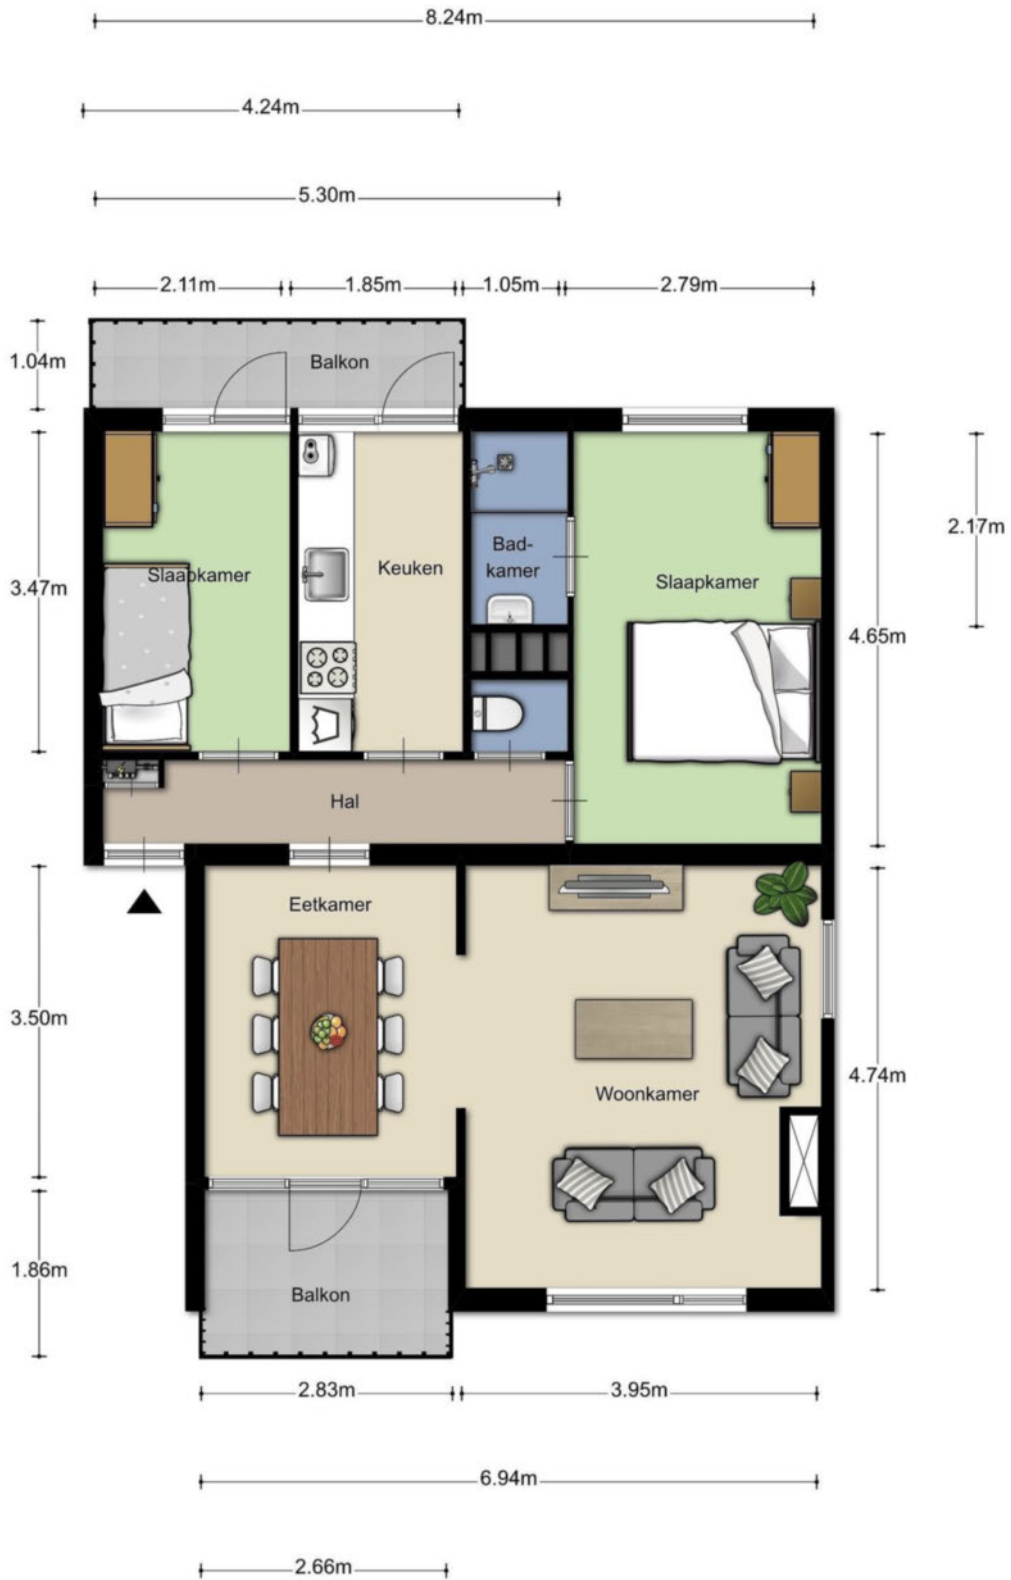 8.24m
4.24m
5.30m
2.11m 1.85m 1.05m 2.79m
1.04m
Balkon
2.17m
Bad-
kamer
Keuken
Slaapkamer
Slaapkamer
3.47m
4.65m
Hal
Eetkamer
3.50m
4.74m
Woonkamer
1.86m
Balkon
2.83m 3.95m
6.94m
2.66m